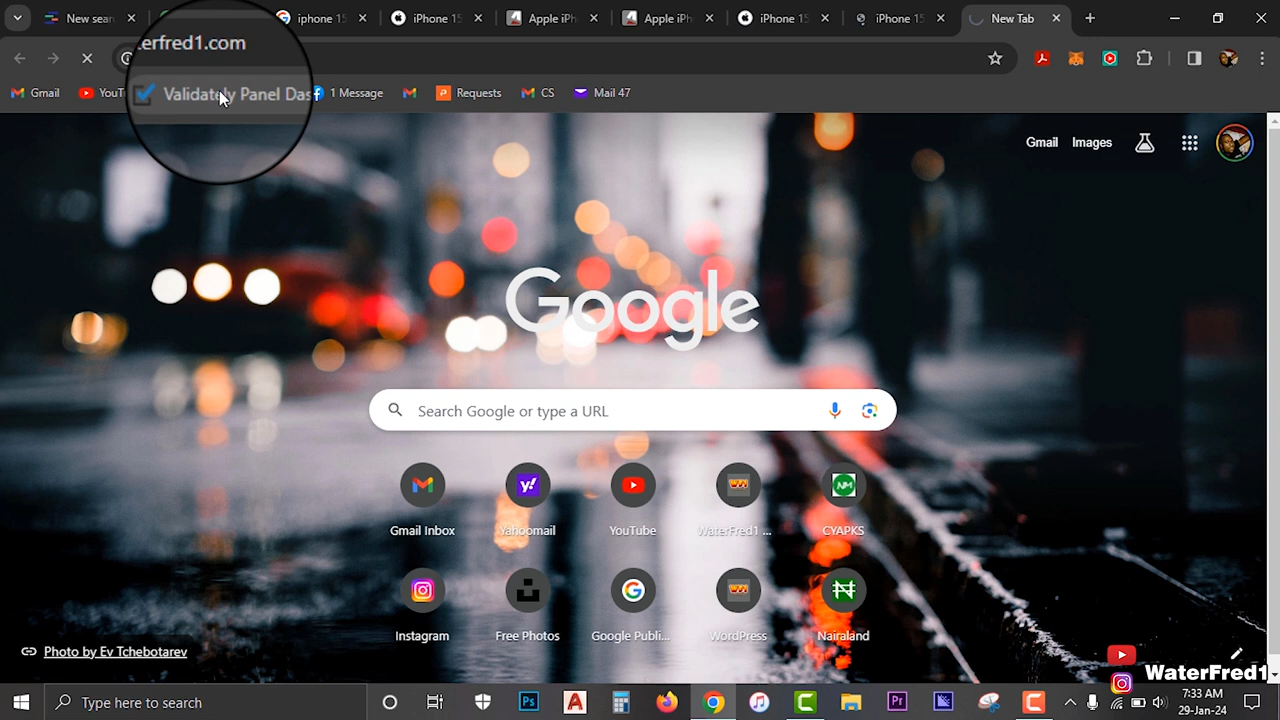 New sear
iphone 15
iPhone 15
Apple iPh
Apple iPh
iPhone 15
iPhone 15
New Tab
terfred1.com
Gmail
YouT
Validately Panel Das
1 Message
Requests
CS
Mail 47
Gmail
Images
Google
Search Google or type a URL
Gmail Inbox
Yahoomail
YouTube
WaterFred1 ...
CYAPKS
Instagram
Free Photos
Google Publi...
WordPress
Nairaland
Photo by Ev Tchebotarev
WaterFred1
Type here to search
7:33 AM
29-Jan-24